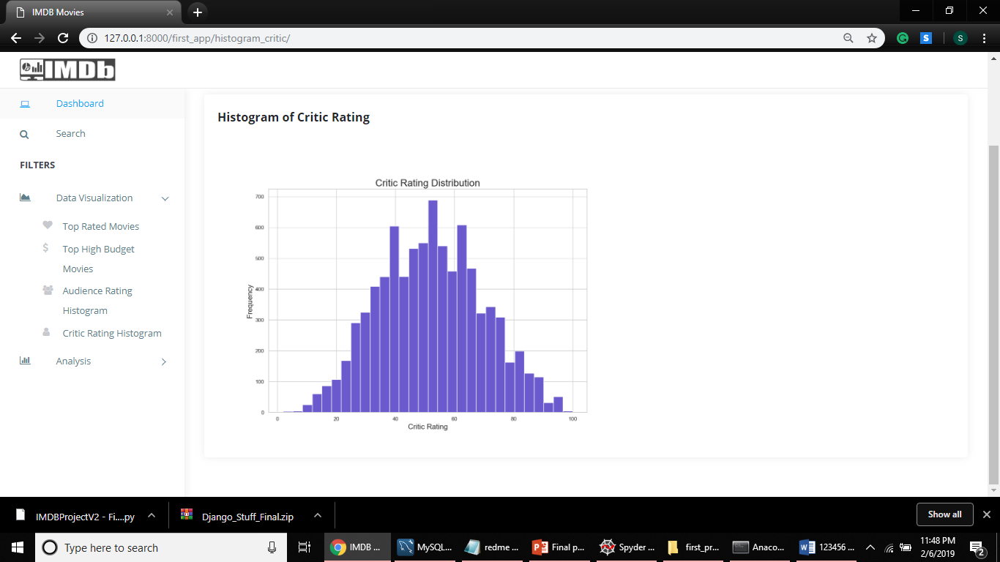 IMDB Movies
127.0.0.1:8000/first_app/histogram_critic/
S
S
IMDb
Dashboard
Search
FILTERS
Data Visualization
Top Rated Movies
$
Top High Budget
Movies
Audience Rating
Histogram
Critic Rating Histogram
Analysis
Histogram of Critic Rating
Critic Rating Distribution
700
600
500
400
300
200
100
0
Frequency
0 20 40 60 80 100
Critic Rating
IMDBProjectV2 - Fi....py
Django_Stuff_Final.zip
Show all
Type here to search
IMDB ...
MySQL...
redme ...
Final p...
Spyder ...
first_pr...
Anaco...
123456 ...
11:48 PM
2/6/2019
2